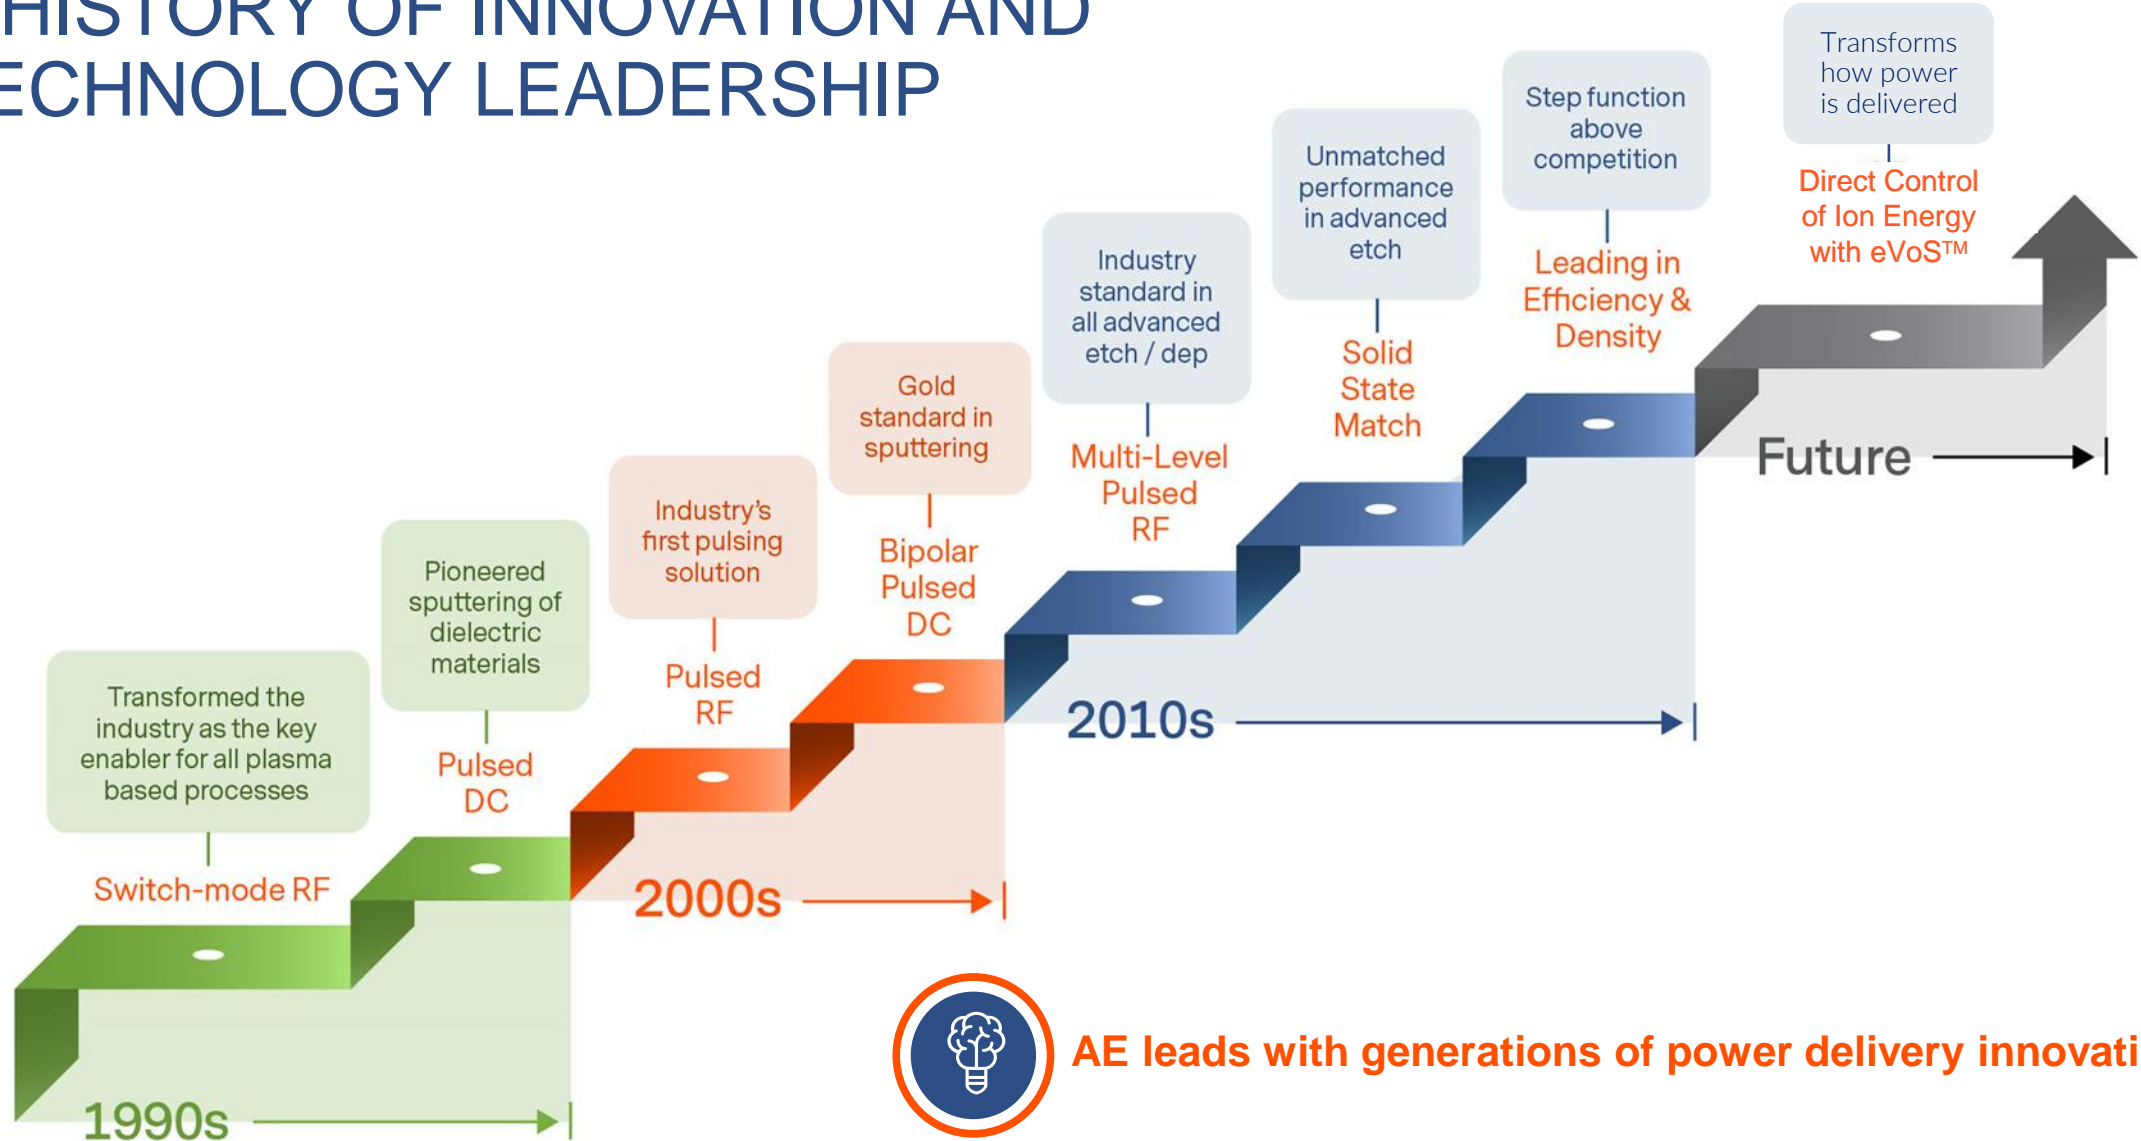 HISTORY OF INNOVATION AND
ECHNOLOGY LEADERSHIP
Transformed the
industry as the key
enabler for all plasma
based processes
Switch-mode RF
Pioneered
sputtering of
dielectric
materials
Pulsed
DC
1990s
Industry's
first pulsing
solution
Pulsed
RF
Gold
standard in
sputtering
Bipolar
Pulsed
DC
2000s
Industry
standard in
all advanced
etch / dep
Multi-Level
Pulsed
RF
Unmatched
performance
in advanced
etch
Solid
State
Match
Step function
above
competition
Leading in
Efficiency &
Density
2010s
Transforms
how power
is delivered
Direct Control
of Ion Energy
with eVoS™
Future
AE leads with generations of power delivery innovati